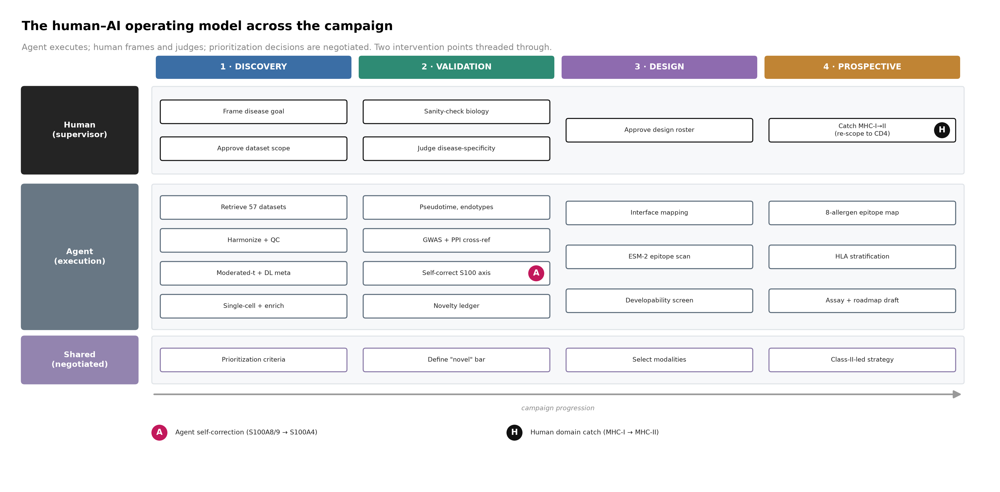 The human–AI operating model across the campaign
Agent executes; human frames and judges; prioritization decisions are negotiated. Two intervention points threaded through.
1 · DISCOVERY
2 · VALIDATION
3 · DESIGN
4 · PROSPECTIVE
Human
(supervisor)
Frame disease goal
Approve dataset scope
Sanity-check biology
Judge disease-specificity
Approve design roster
Catch MHC-I→II
(re-scope to CD4)
H
Agent
(execution)
Retrieve 57 datasets
Harmonize + QC
Moderated-t + DL meta
Single-cell + enrich
Pseudotime, endotypes
GWAS + PPI cross-ref
Self-correct S100 axis
A
Novelty ledger
Interface mapping
ESM-2 epitope scan
Developability screen
8-allergen epitope map
HLA stratification
Assay + roadmap draft
Shared
(negotiated)
Prioritization criteria
Define "novel" bar
Select modalities
Class-II-led strategy
campaign progression
A Agent self-correction (S100A8/9 → S100A4)
H Human domain catch (MHC-I → MHC-II)